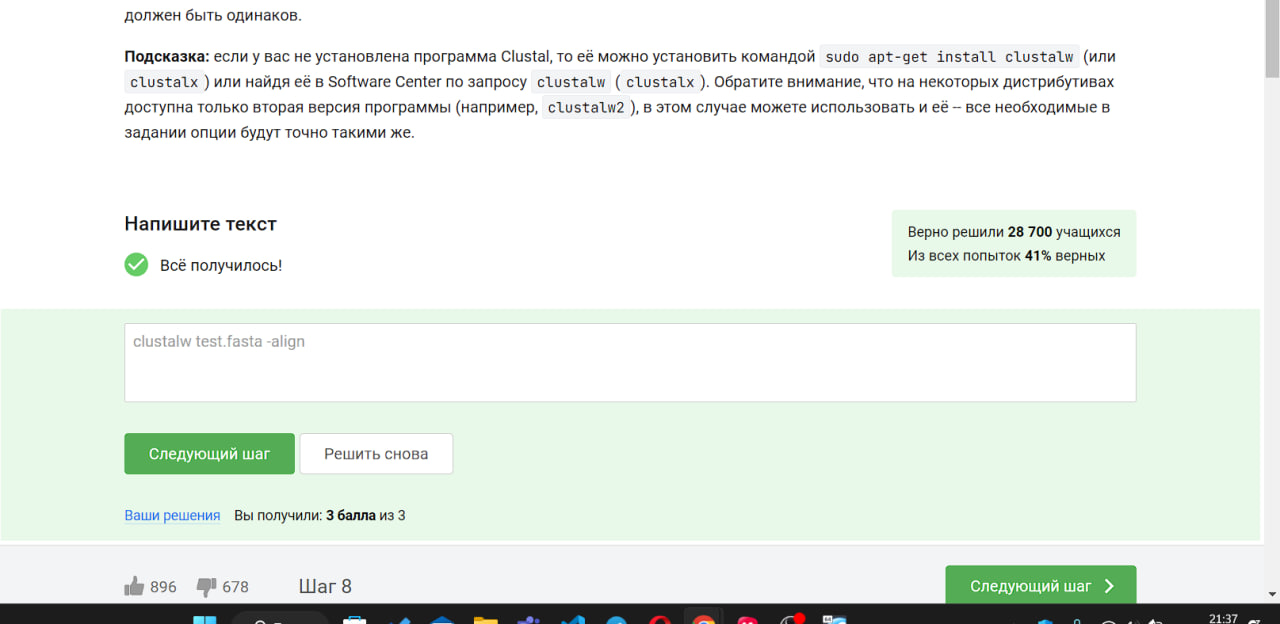 должен быть одинаков.
Подсказка: если у вас не установлена программа Clustal, то её можно установить командой sudo apt-get install clustalw (или
clustalx ) или найдя её в Software Center по запросу clustalw ( clustalx ). Обратите внимание, что на некоторых дистрибутивах
доступна только вторая версия программы (например, clustalw2 ), в этом случае можете использовать и её -- все необходимые в
задании опции будут точно такими же.
Напишите текст
Верно решили 28 700 учащихся
Из всех попыток 41% верных
Всё получилось!
clustalw test.fasta -align
Следующий шаг
Решить снова
Ваши решения Вы получили: 3 балла из 3
896 678 Шаг 8
Следующий шаг
21:37